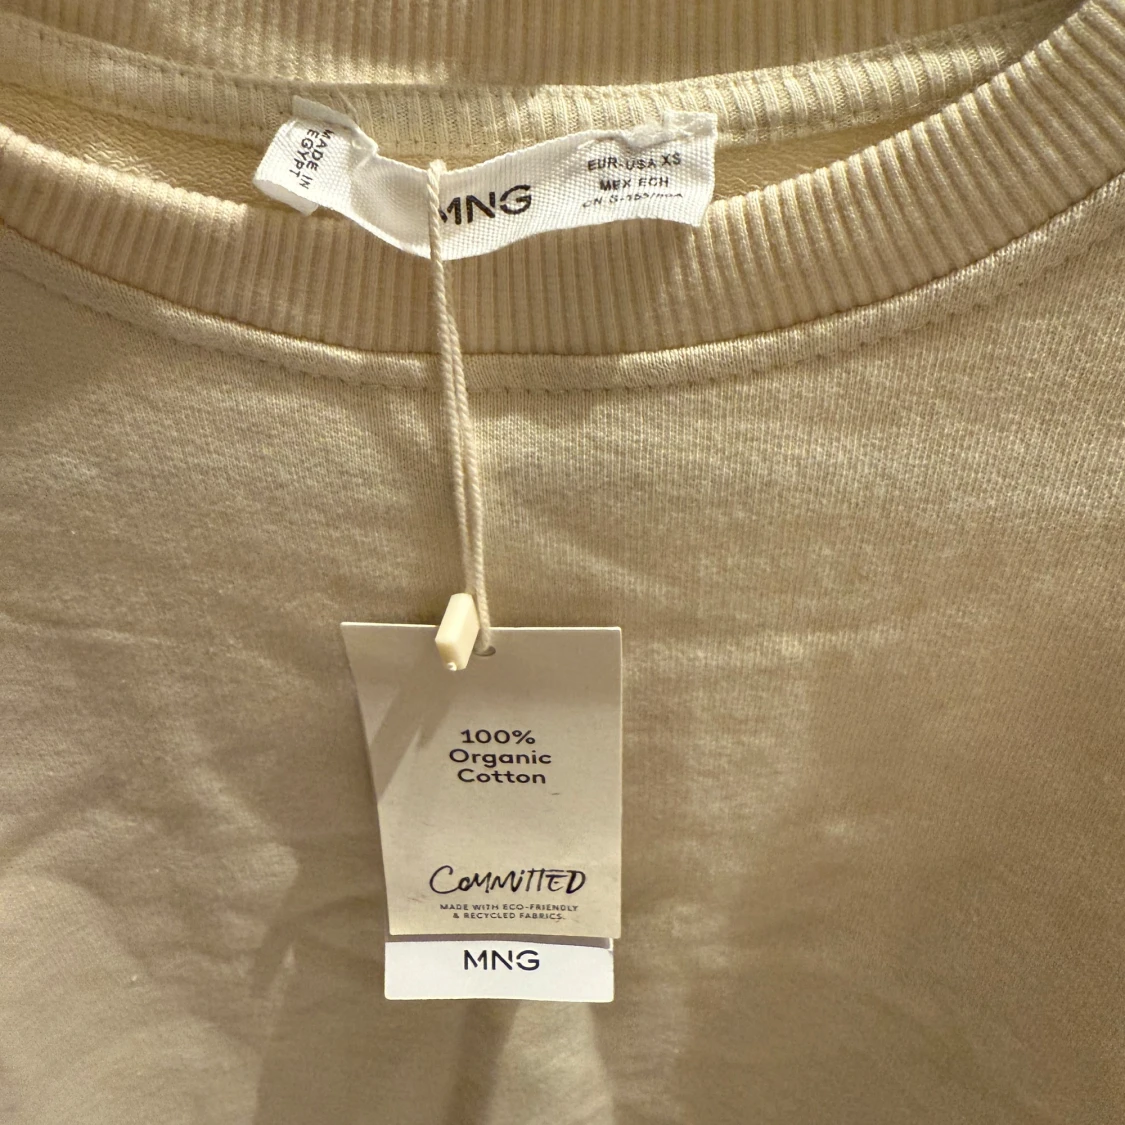 MADE IN
EGYPT
MNG
EUR-USA XS
MEX ECH
100%
Organic
Cotton
COMMITTED
MADE WITH ECO-FRIENDLY
& RECYCLED FABRICS.
MNG